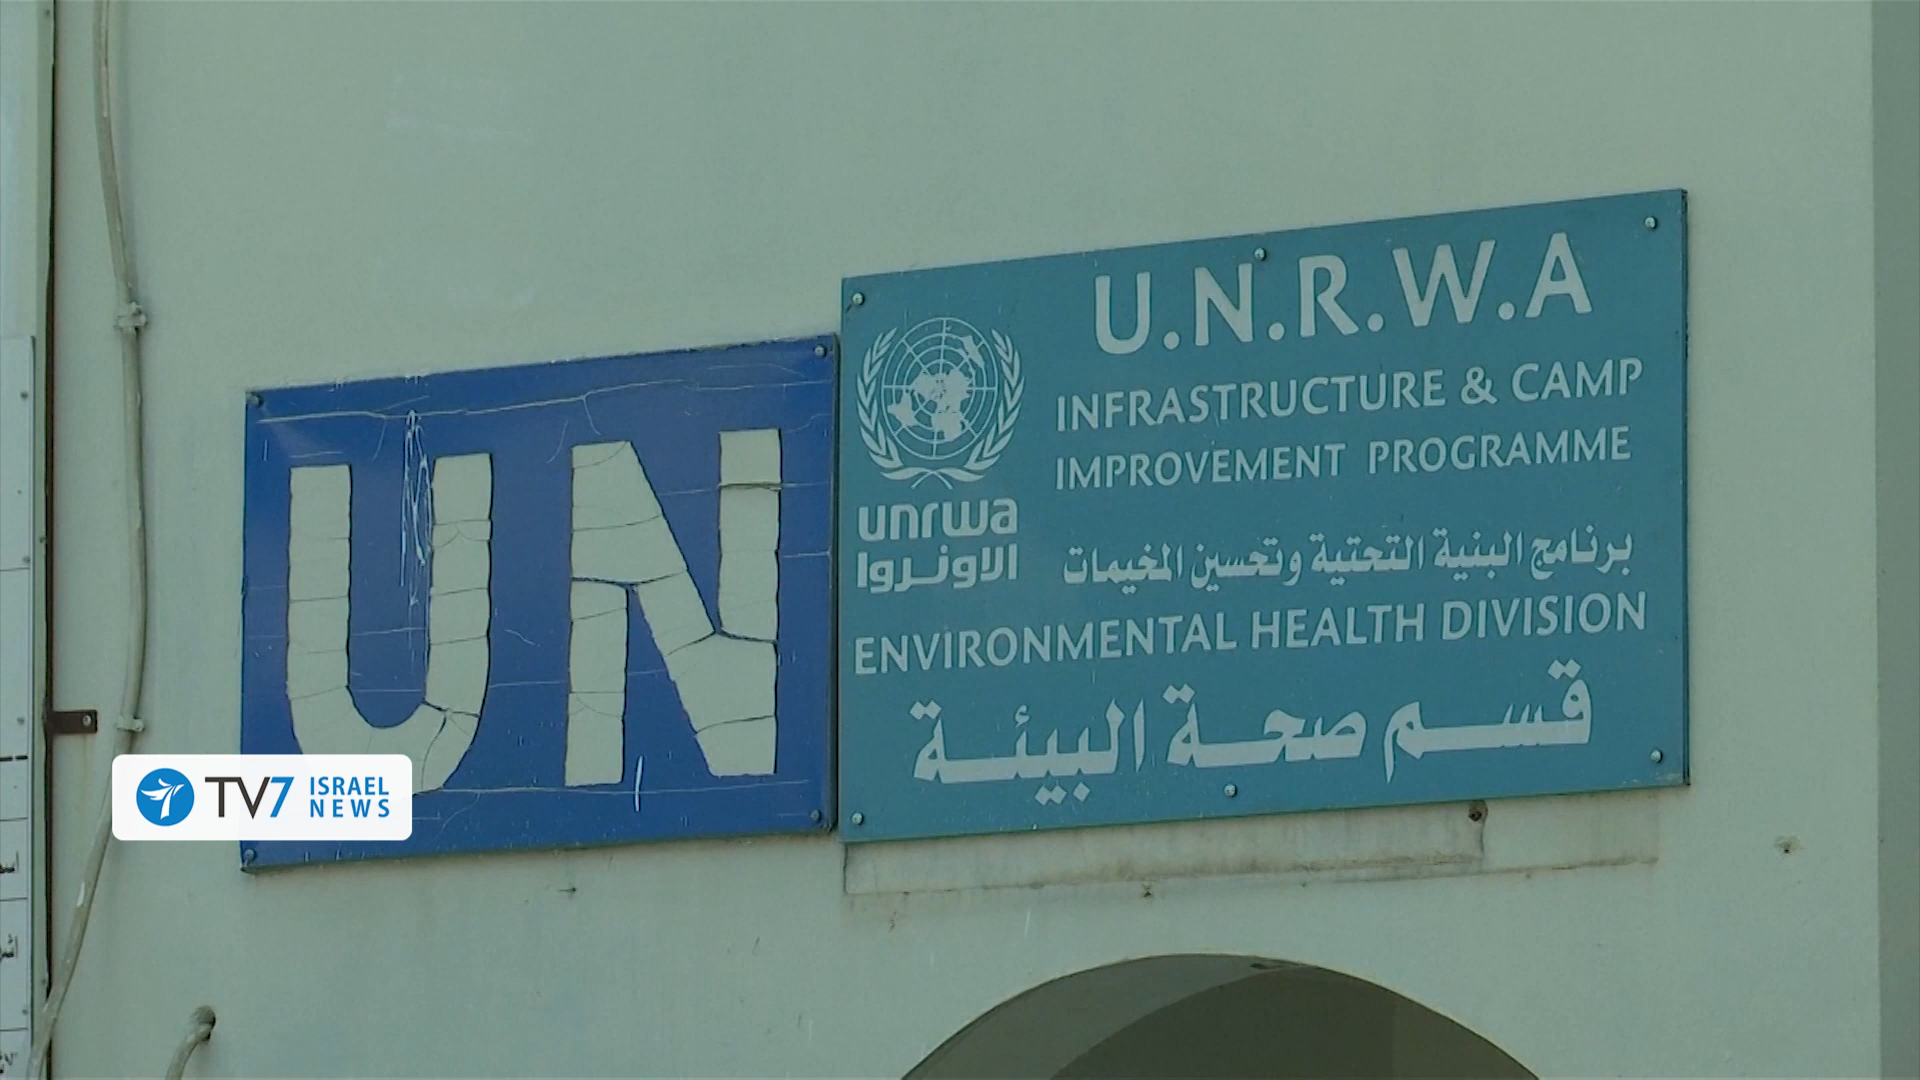 UN
U.N.R.W.A
INFRASTRUCTURE & CAMP
IMPROVEMENT PROGRAMME
unrwa
الاونروا
برنامج البنية التحتية وتحسين المخيمات
ENVIRONMENTAL HEALTH DIVISION
قسم صحة البيئة
TV7 ISRAEL
NEWS